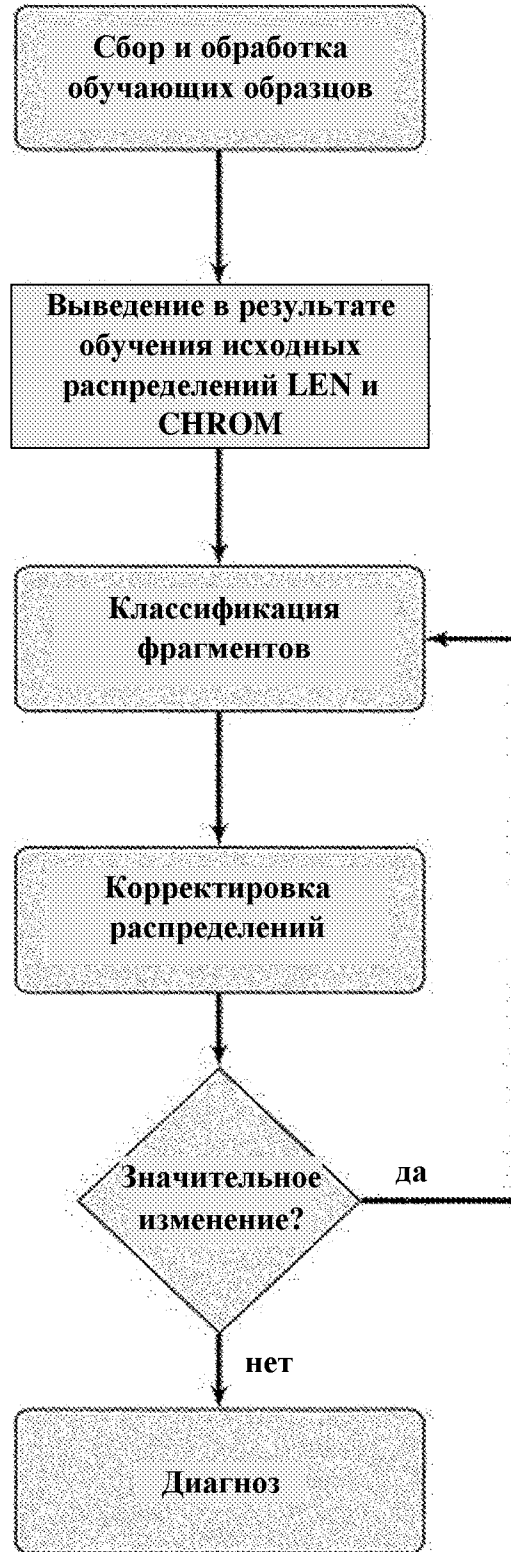 Сбор и обработка
обучающих образцов
Выведение в результате
обучения исходных
распределений LEN и
CHROM
Классификация
фрагментов
Корректировка
распределений
Значительное
изменение?
да
нет
Диагноз